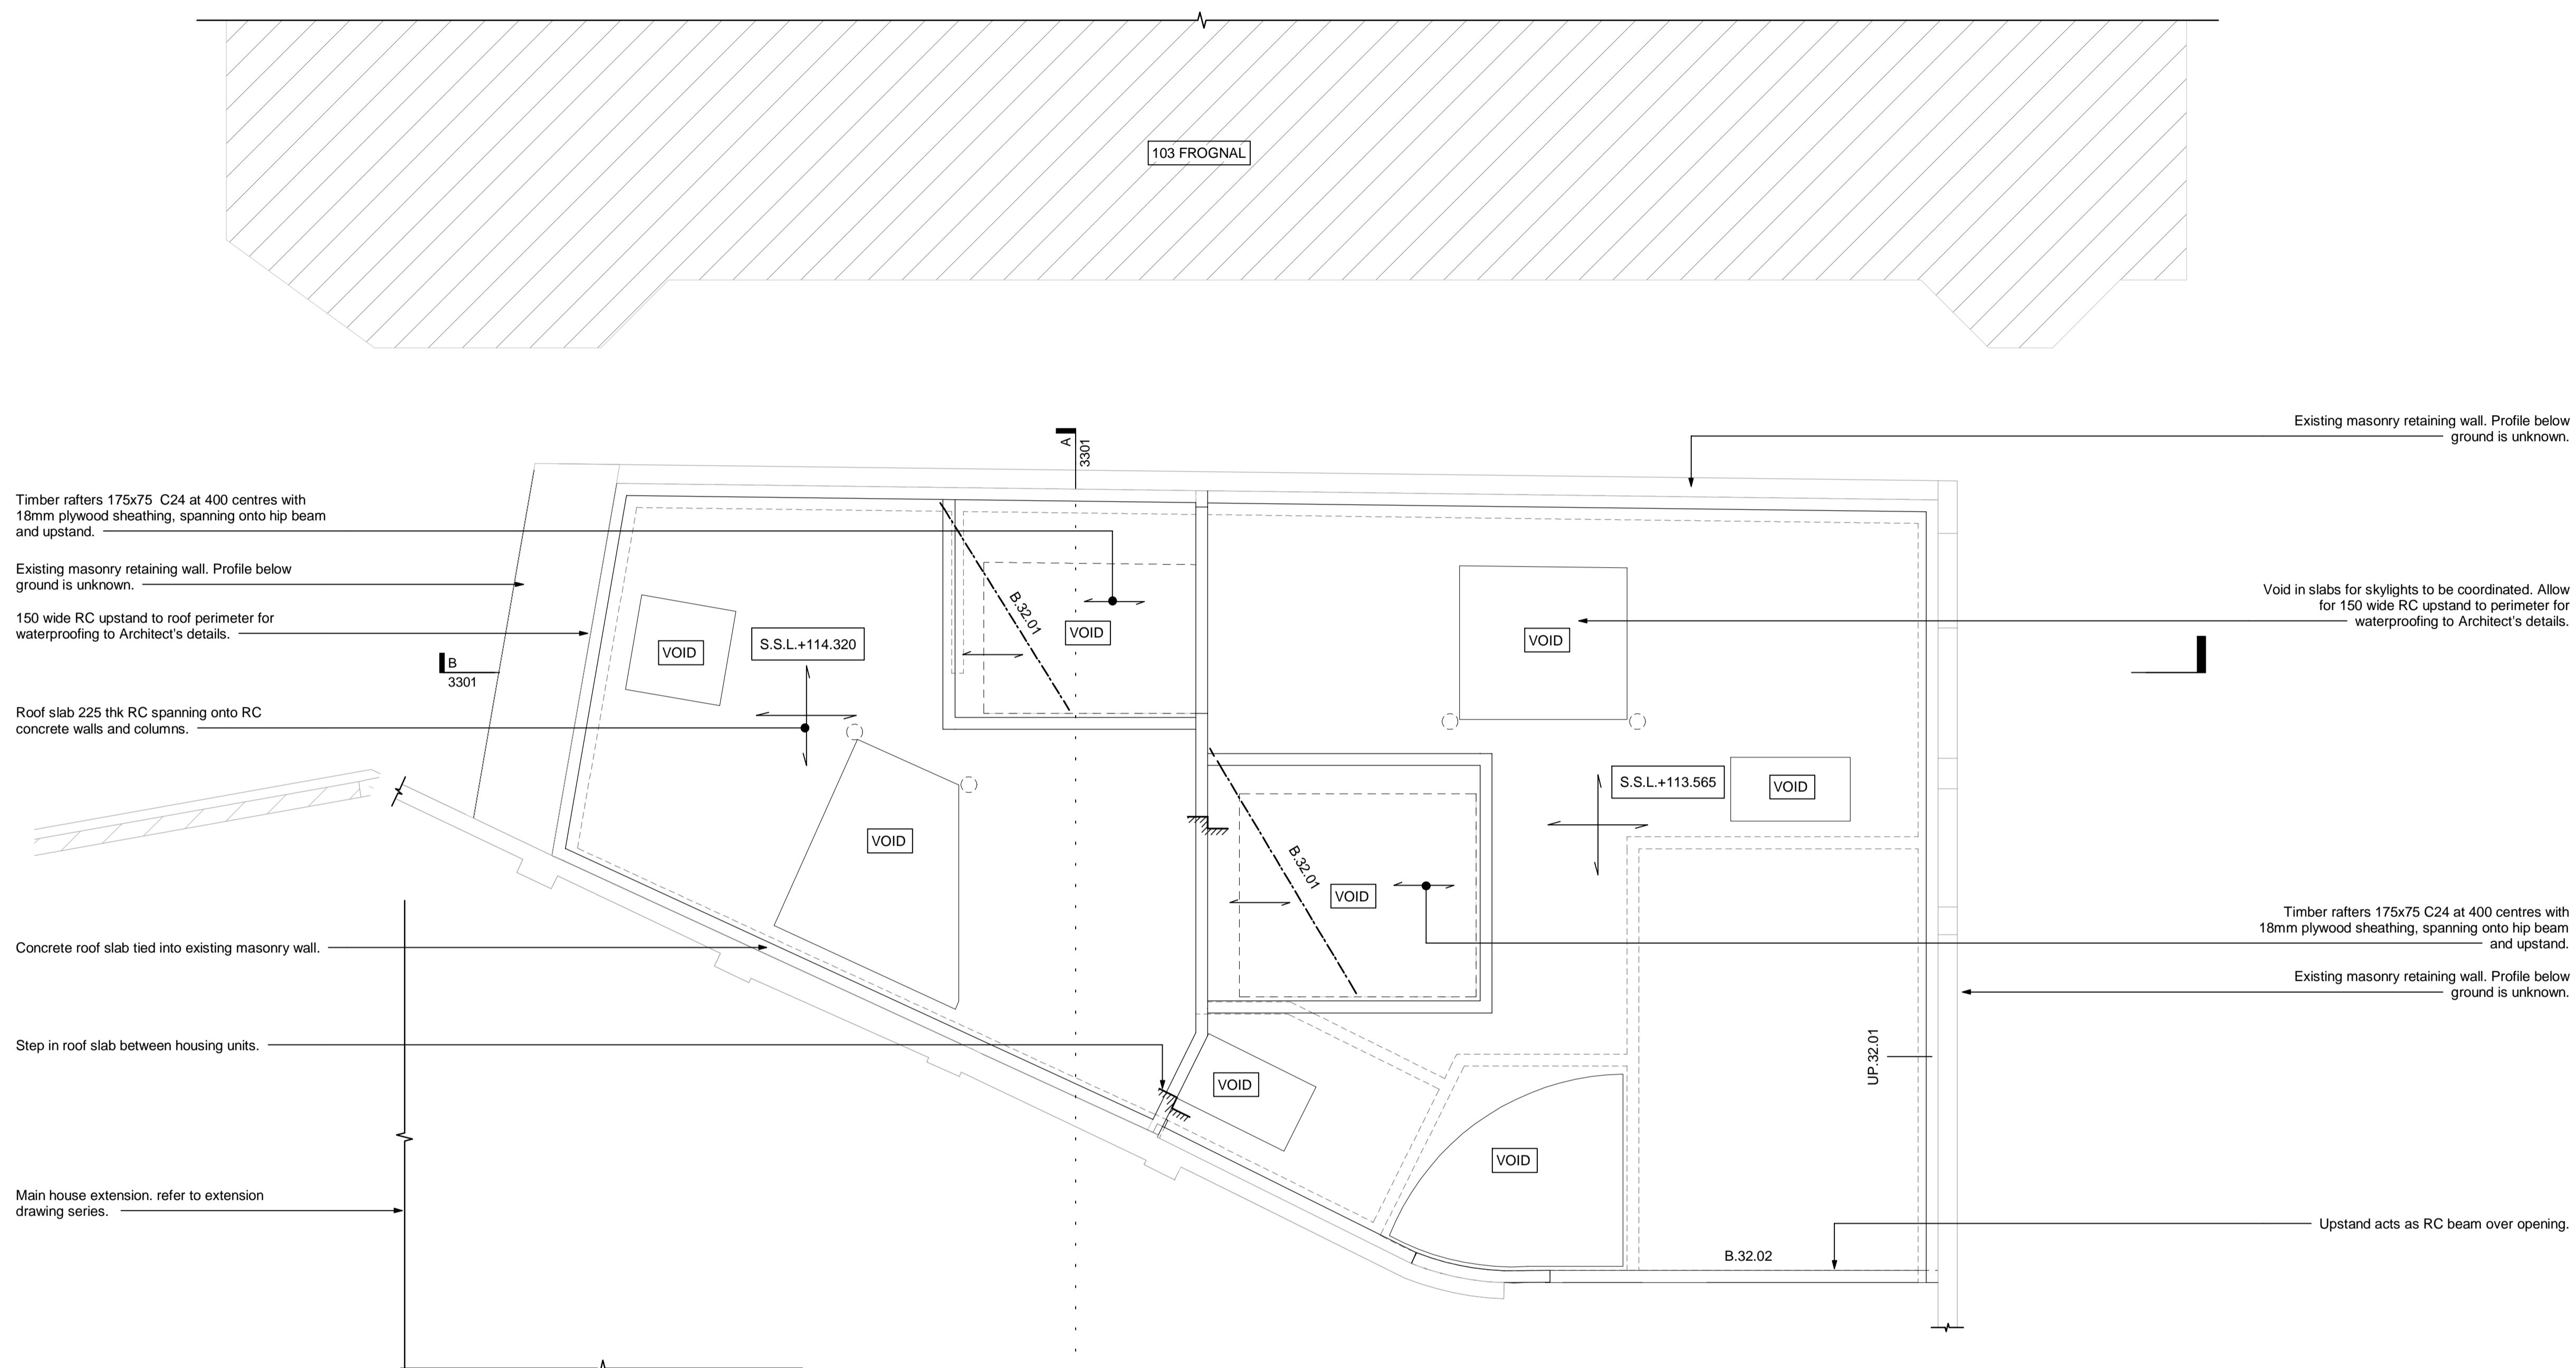 103 FROGNAL
Existing masonry retaining wall. Profile below
ground is unknown.
A
3301
Timber rafters 175x75  C24 at 400 centres with
18mm plywood sheathing, spanning onto hip beam
and upstand.
Existing masonry retaining wall. Profile below
ground is unknown.
150 wide RC upstand to roof perimeter for
waterproofing to Architect's details.
B
3301
Roof slab 225 thk RC spanning onto RC
concrete walls and columns.
Concrete roof slab tied into existing masonry wall.
Step in roof slab between housing units.
Main house extension. refer to extension
drawing series.
VOID
S.S.L.+114.320
B.32.01
VOID
VOID
VOID
S.S.L.+113.565
VOID
VOID
B.32.01
VOID
VOID
VOID
B.32.02
UP.32.01
Void in slabs for skylights to be coordinated. Allow
for 150 wide RC upstand to perimeter for
waterproofing to Architect's details.
Timber rafters 175x75 C24 at 400 centres with
18mm plywood sheathing, spanning onto hip beam
and upstand.
Existing masonry retaining wall. Profile below
ground is unknown.
Upstand acts as RC beam over opening.